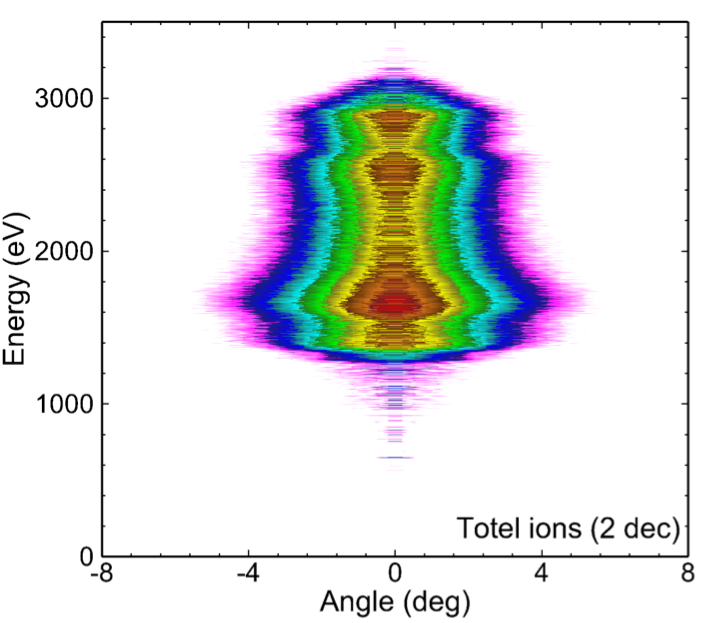 3000
2000
1000
0
Energy (eV)
Totel ions (2 dec)
-8 -4 0 4 8
Angle (deg)